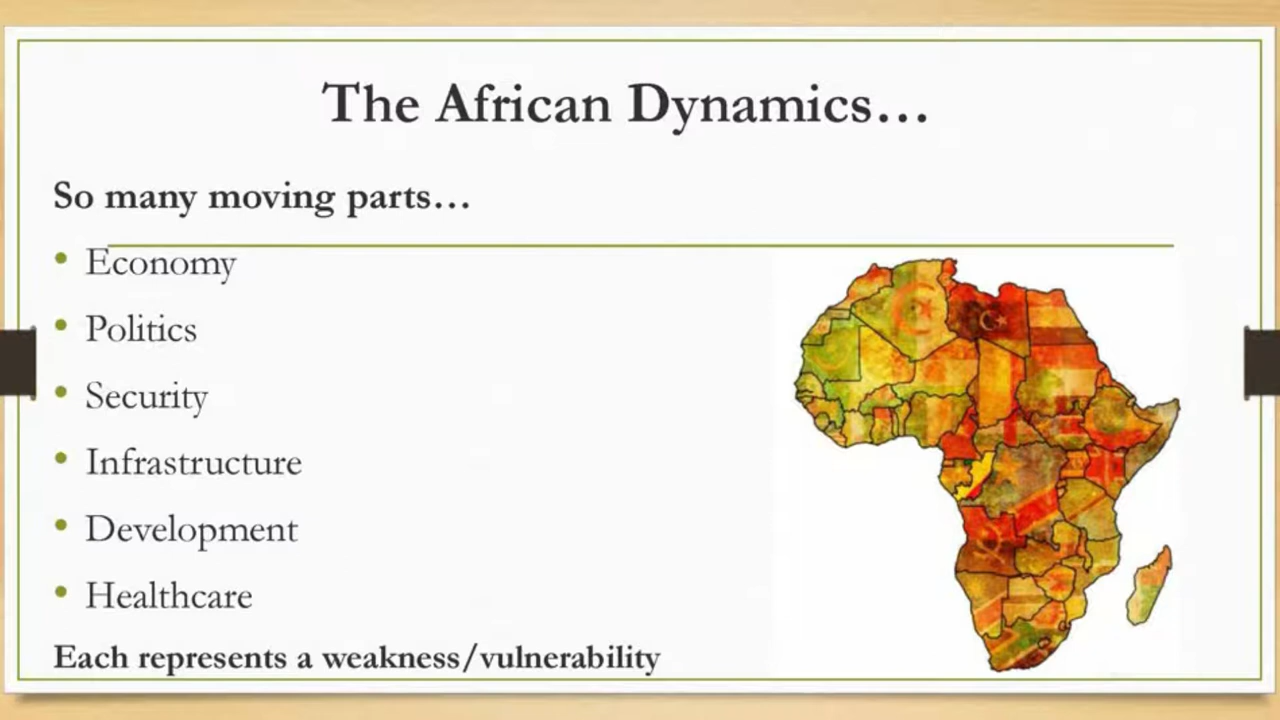 The African Dynamics…
So many moving parts…
• Economy
• Politics
• Security
• Infrastructure
• Development
• Healthcare
Each represents a weakness/vulnerability